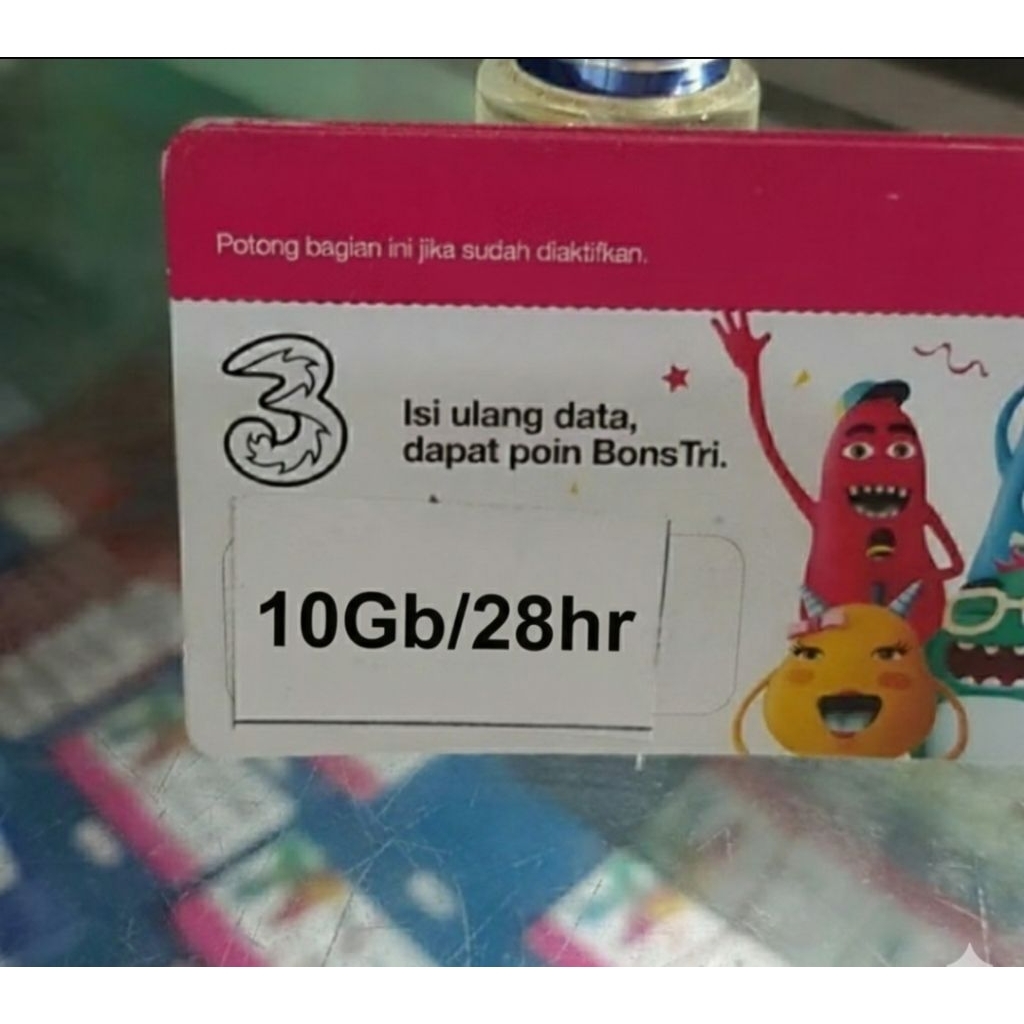 Potong bagian ini jika sudah diaktifkan.
3
Isi ulang data,
dapat poin BonsTri.
10Gb/28hr